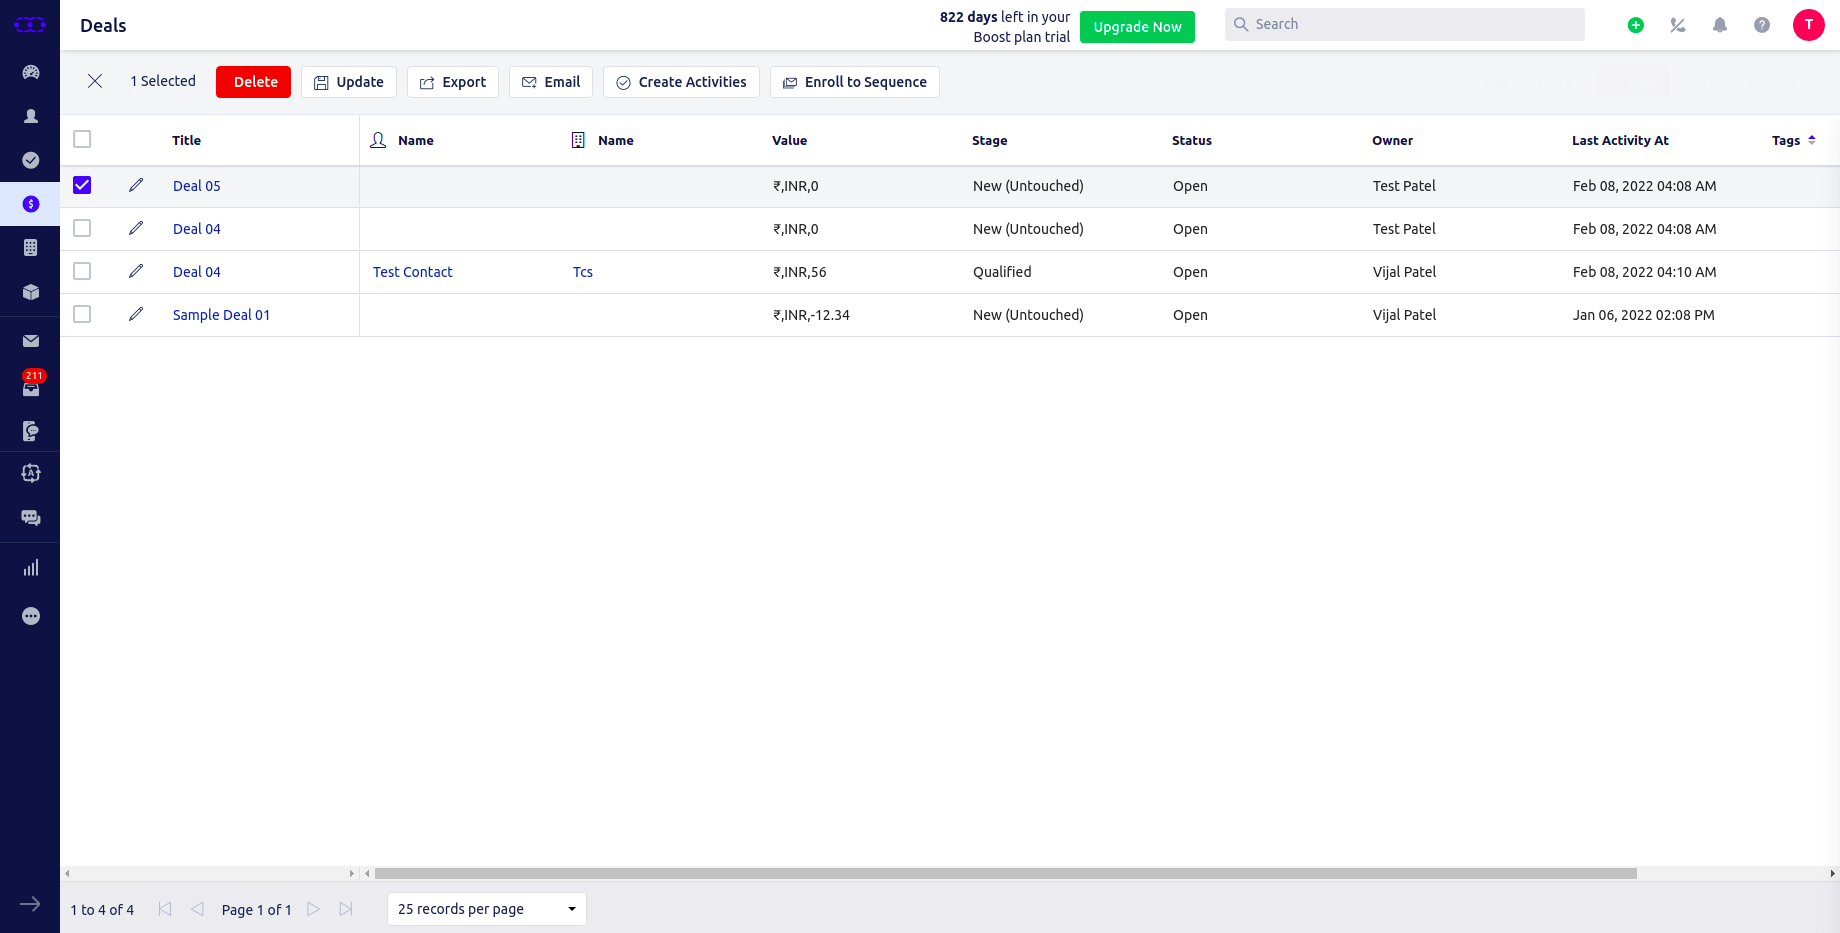 Deals
822 days left in your
Boost plan trial
Upgrade Now
Search
T
1 Selected
Delete
Update
Export
Email
Create Activities
Enroll to Sequence
Title Name Name Value Stage Status Owner Last Activity At Tags
Deal 05 ₹,INR,0 New (Untouched) Open Test Patel Feb 08, 2022 04:08 AM
Deal 04 ₹,INR,0 New (Untouched) Open Test Patel Feb 08, 2022 04:08 AM
Deal 04 Test Contact Tcs ₹,INR,56 Qualified Open Vijal Patel Feb 08, 2022 04:10 AM
Sample Deal 01 ₹,INR,-12.34 New (Untouched) Open Vijal Patel Jan 06, 2022 02:08 PM
211
1 to 4 of 4 Page 1 of 1 25 records per page